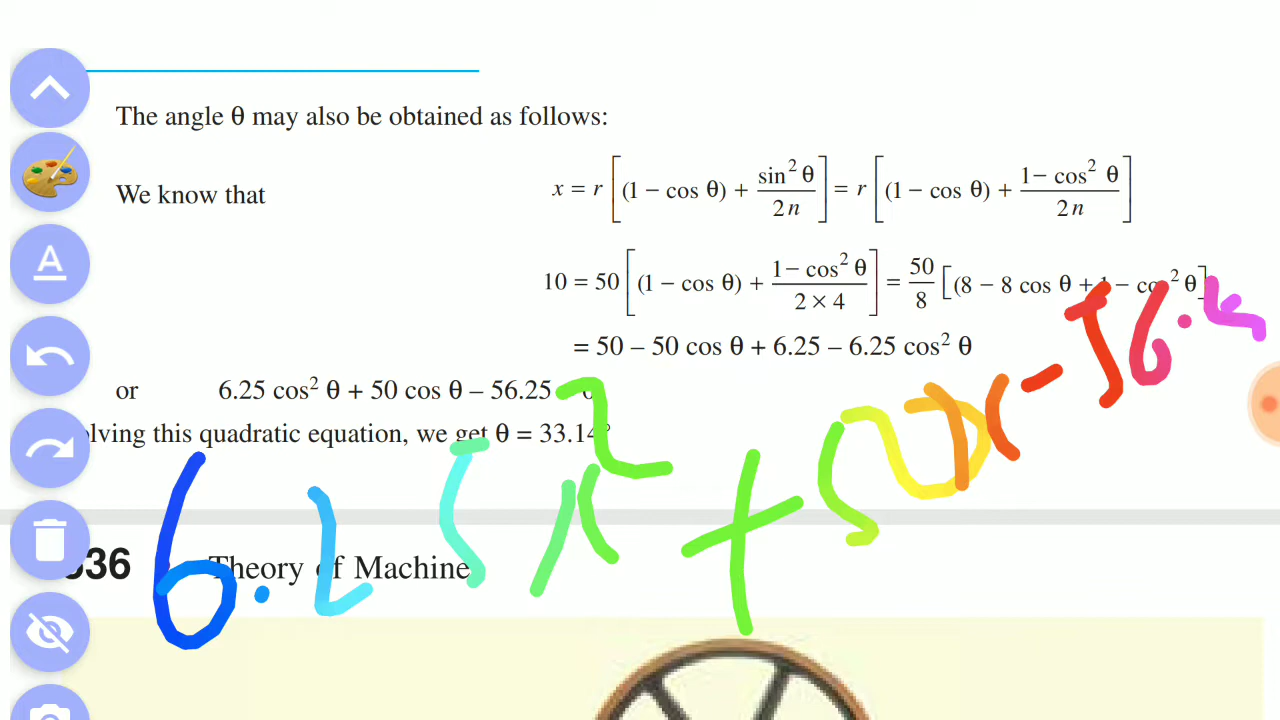 The angle θ may also be obtained as follows:
We know that x = r [(1 − cos θ) + sin² θ / 2n] = r [(1 − cos θ) + 1− cos² θ / 2n]
10 = 50 [(1 − cos θ) + 1− cos² θ / 2 × 4] = 50 / 8 [(8 − 8 cos θ + 1 − cos² θ]
= 50 – 50 cos θ + 6.25 – 6.25 cos² θ
or 6.25 cos² θ + 50 cos θ – 56.25
lving this quadratic equation, we get θ = 33.14°
6.25x² + 50x - 56.2
36 Theory of Machine